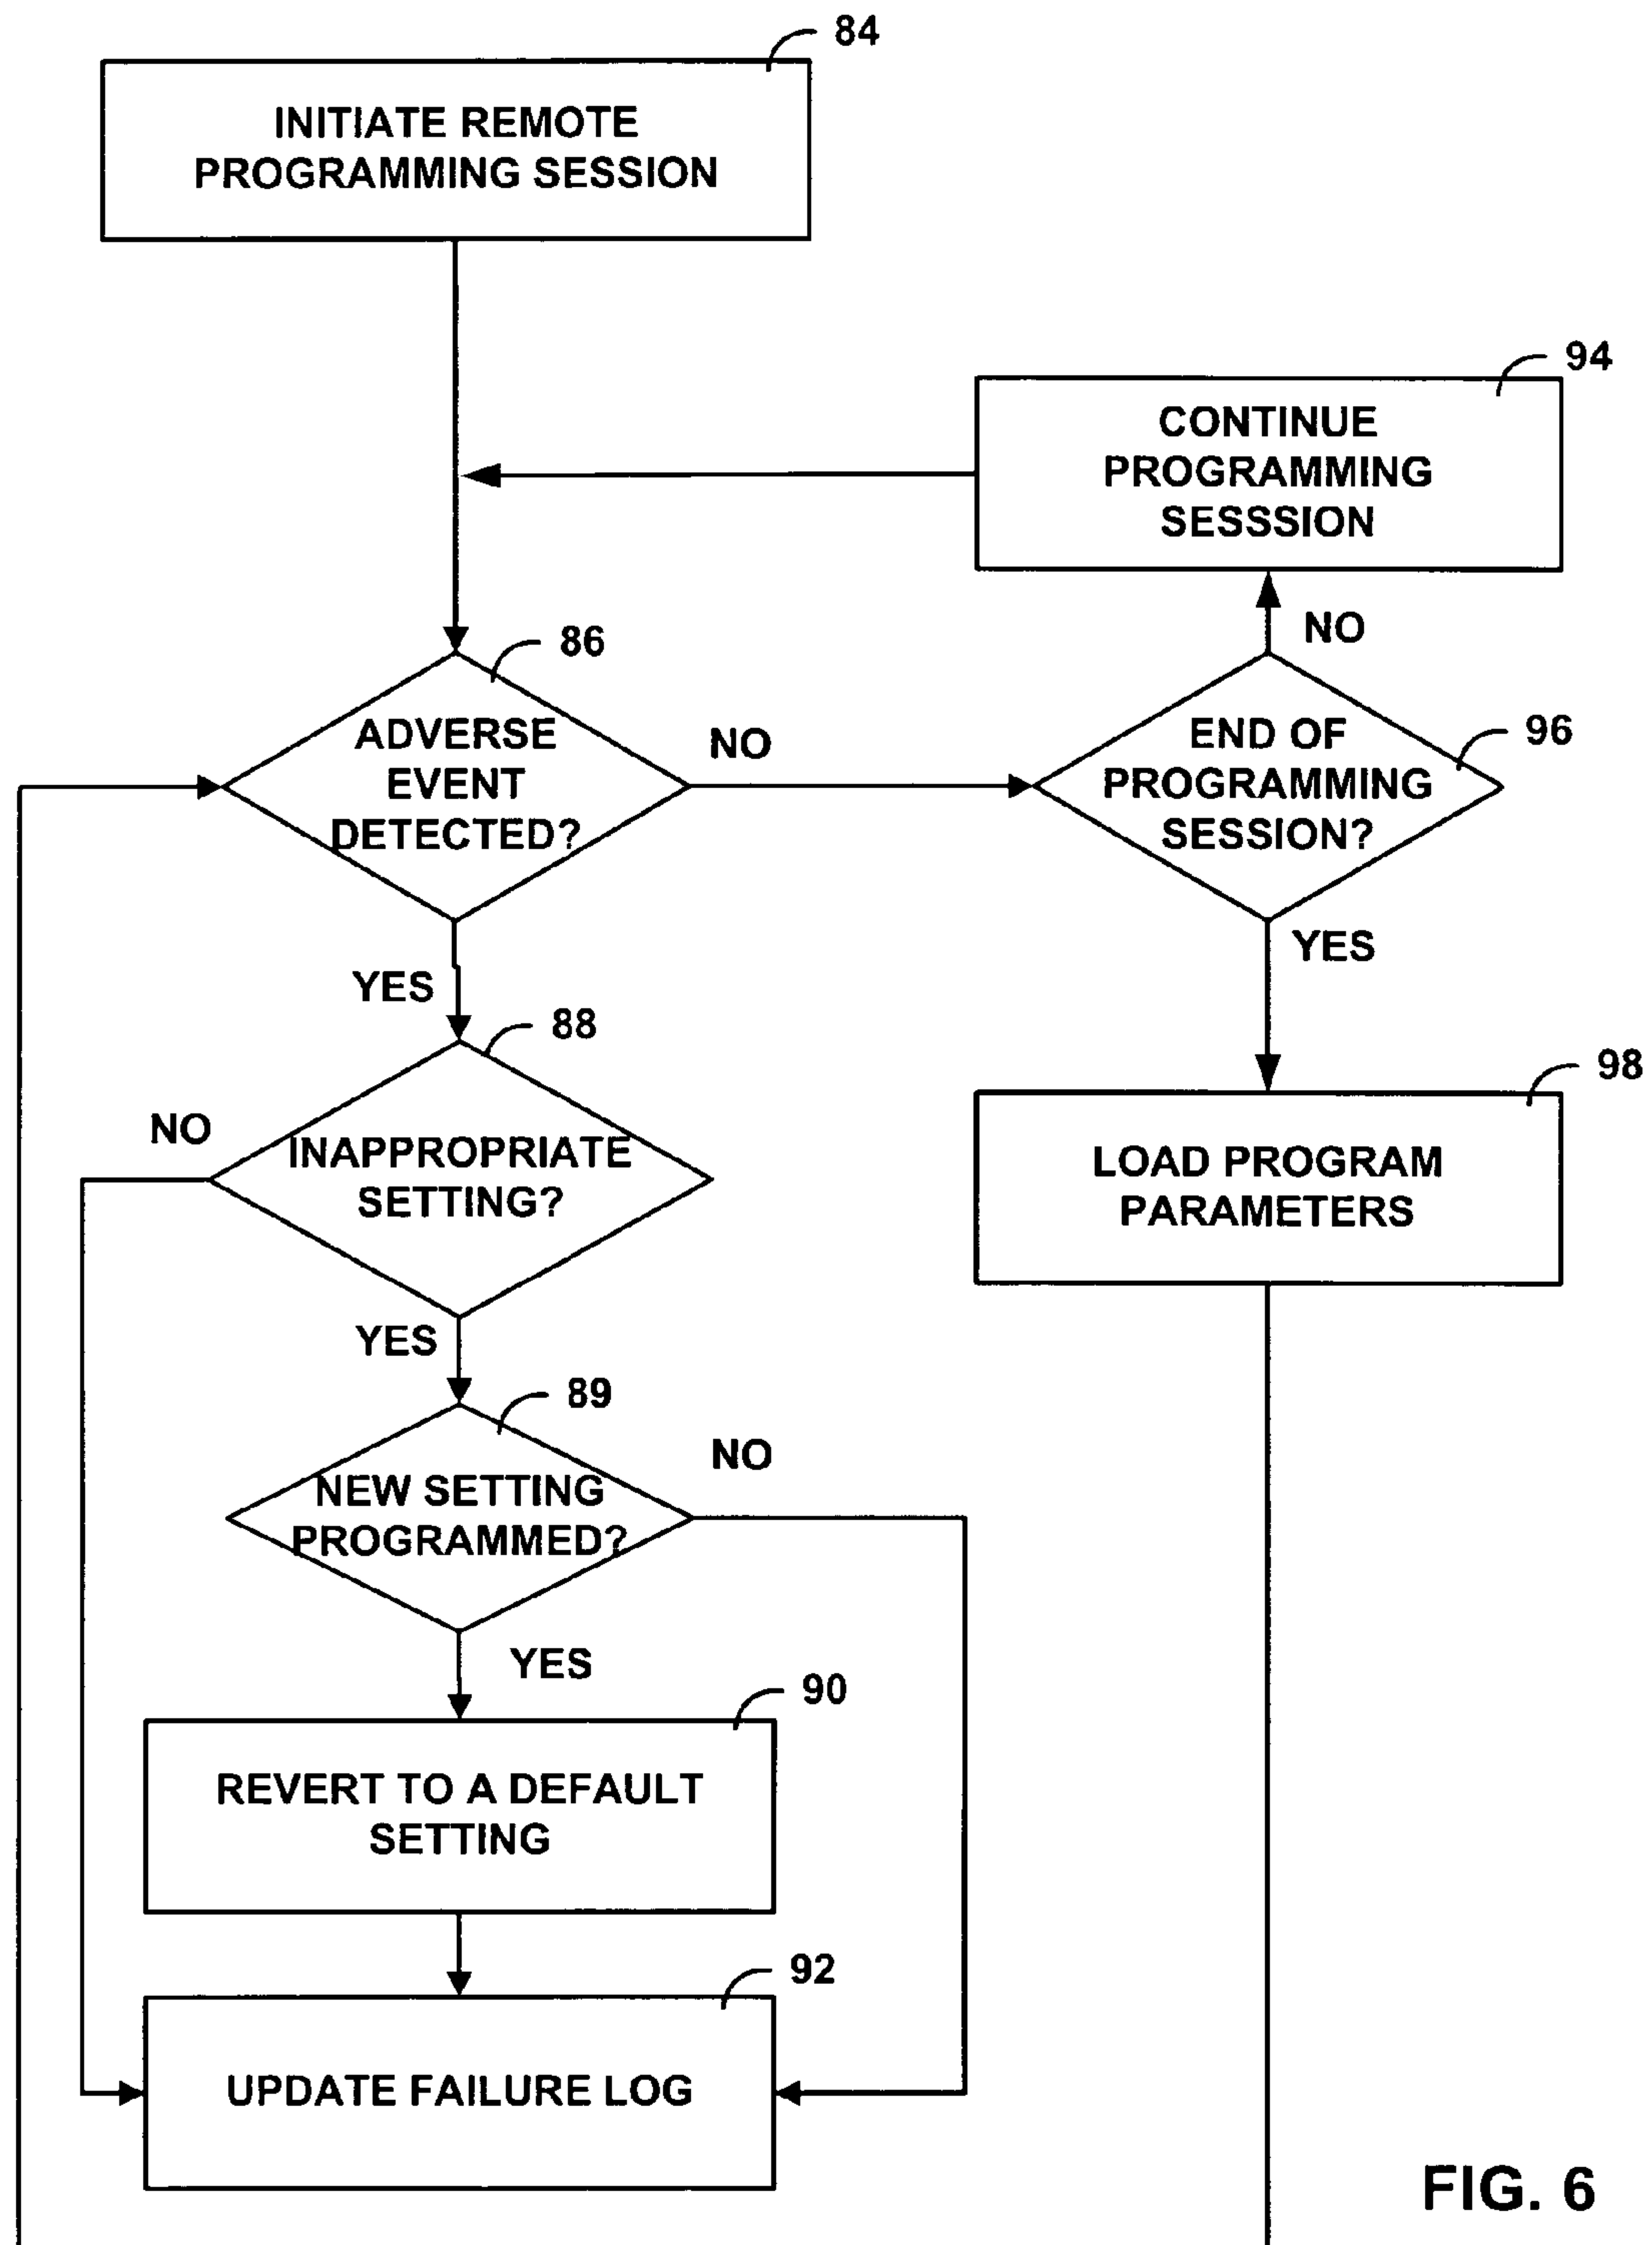 84
INITIATE REMOTE
PROGRAMMING SESSION
94
CONTINUE
PROGRAMMING
SESSSION
NO
86
ADVERSE
EVENT
DETECTED?
NO
96
END OF
PROGRAMMING
SESSION?
YES
YES
88
NO
INAPPROPRIATE
SETTING?
98
LOAD PROGRAM
PARAMETERS
YES
89
NO
NEW SETTING
PROGRAMMED?
YES
90
REVERT TO A DEFAULT
SETTING
92
UPDATE FAILURE LOG
FIG. 6